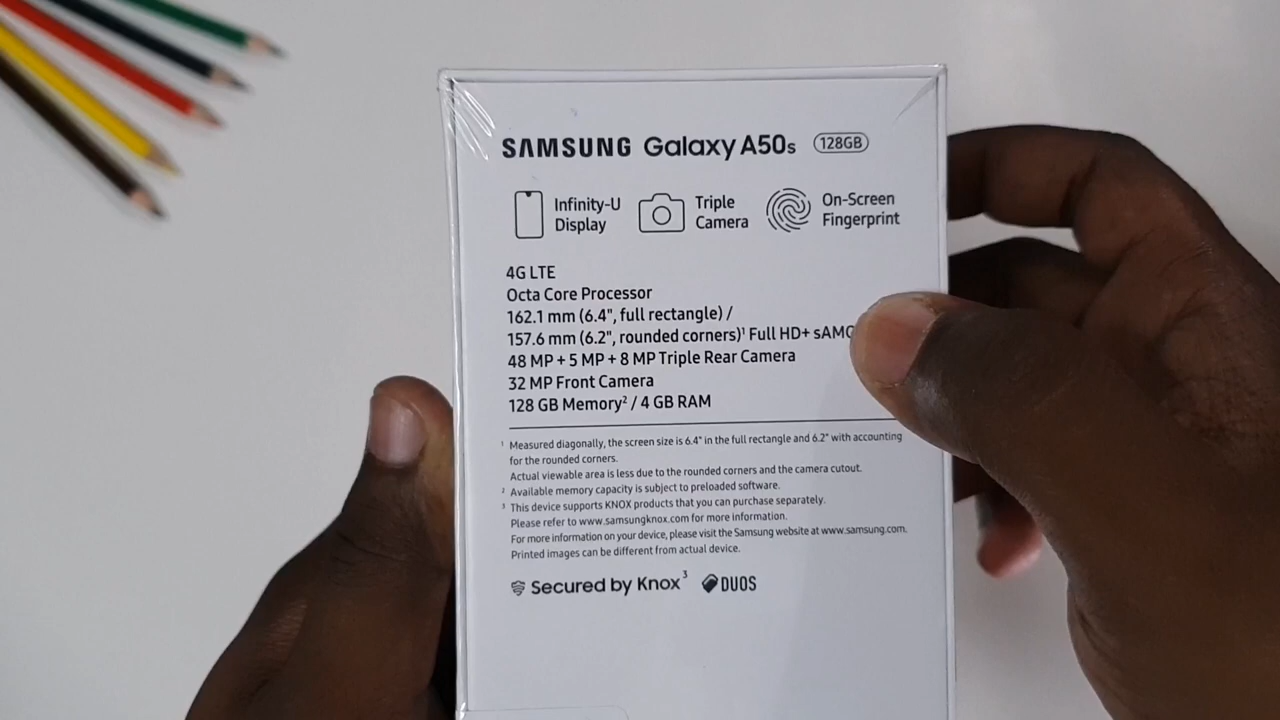 SAMSUNG Galaxy A50s 128GB
Infinity-U Display
Triple Camera
On-Screen Fingerprint
4G LTE
Octa Core Processor
162.1 mm (6.4", full rectangle) /
157.6 mm (6.2", rounded corners)¹ Full HD+
48 MP + 5 MP + 8 MP Triple Rear Camera
32 MP Front Camera
128 GB Memory² / 4 GB RAM
¹ Measured diagonally, the screen size is 6.4" in the full rectangle and 6.2" with accounting
for the rounded corners.
Actual viewable area is less due to the rounded corners and the camera cutout.
² Available memory capacity is subject to preloaded software.
³ This device supports KNOX products that you can purchase separately.
Please refer to www.samsungknox.com for more information.
For more information on your device, please visit the Samsung website at www.samsung.com.
Printed images can be different from actual device.
Secured by Knox³ DUOS